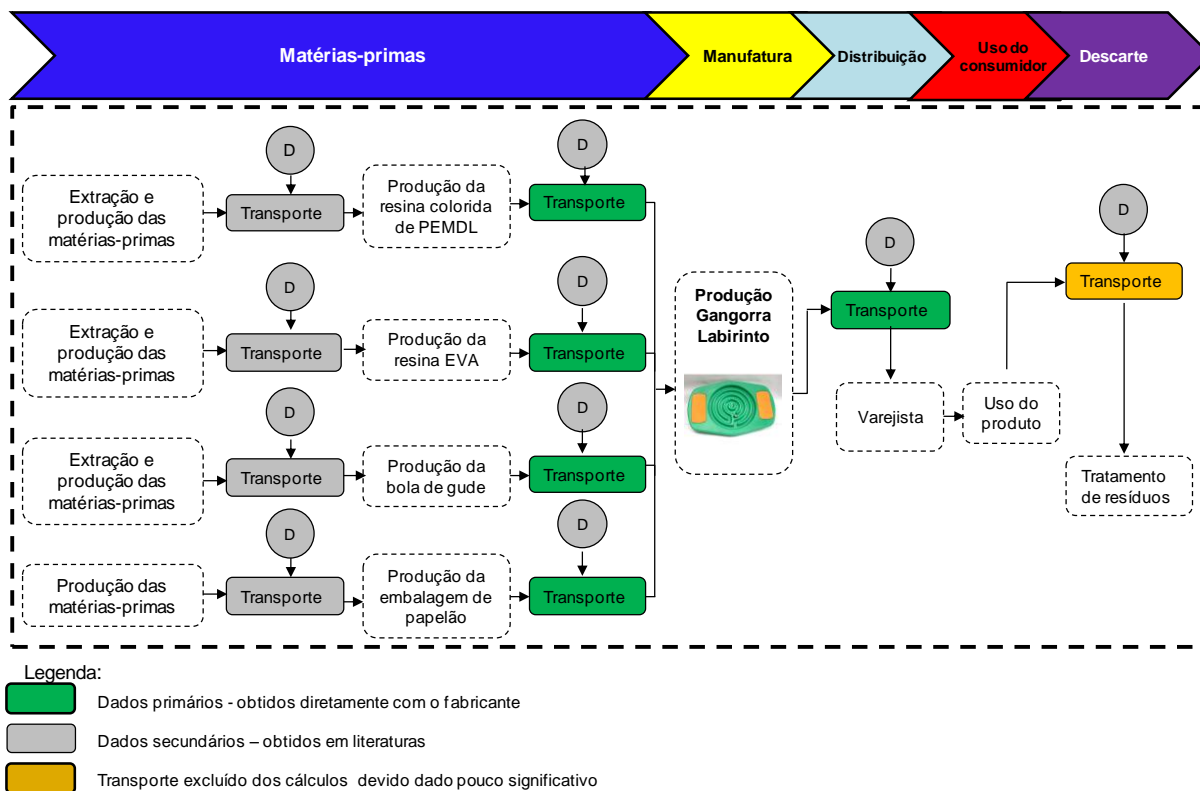 Matérias-primas
Manufatura
Distribuição
Uso do
consumidor
Descarte
D
D
Extração e
produção das
matérias-primas
Transporte
Produção da
resina colorida
de PEMDL
Transporte
D
D
Extração e
produção das
matérias-primas
Transporte
Produção da
resina EVA
Transporte
D
D
Extração e
produção das
matérias-primas
Transporte
Produção da
bola de gude
Transporte
D
D
Produção das
matérias-primas
Transporte
Produção da
embalagem de
papelão
Transporte
Produção
Gangorra
Labirinto
D
Transporte
Varejista
Uso do
produto
D
Transporte
Tratamento
de resíduos
Legenda:
Dados primários - obtidos diretamente com o fabricante
Dados secundários – obtidos em literaturas
Transporte excluído dos cálculos devido dado pouco significativo